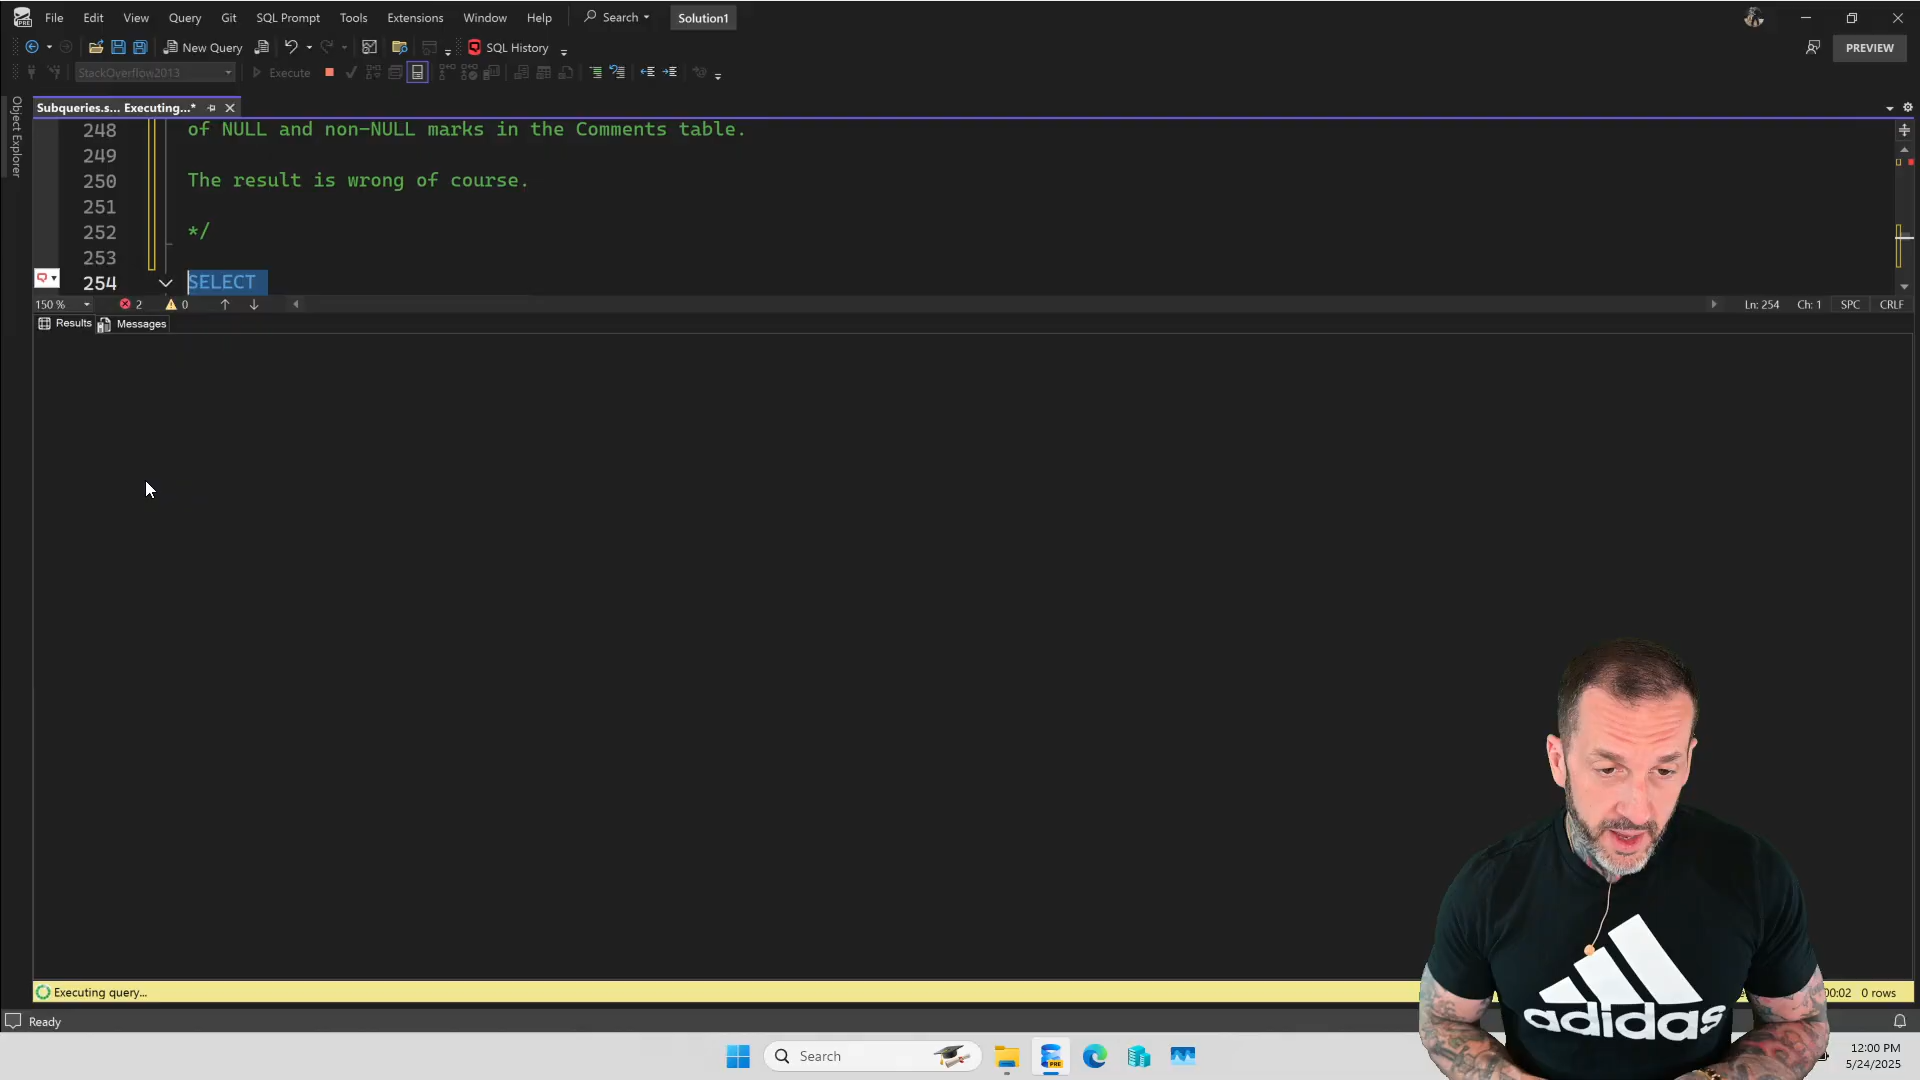 File Edit View Query Git SQL Prompt Tools Extensions Window Help Search Solution1
New Query SQL History PREVIEW
StackOverflow2013 Execute
Object Explorer
Subqueries.s... Executing...*
248 of NULL and non-NULL marks in the Comments table.
249
250 The result is wrong of course.
251
252 */
253
254 SELECT
150 % 2 0 Ln: 254 Ch: 1 SPC CRLF
Results Messages
Executing query... 00:02 0 rows
Ready
Search PRE
12:00 PM
5/24/2025
adidas